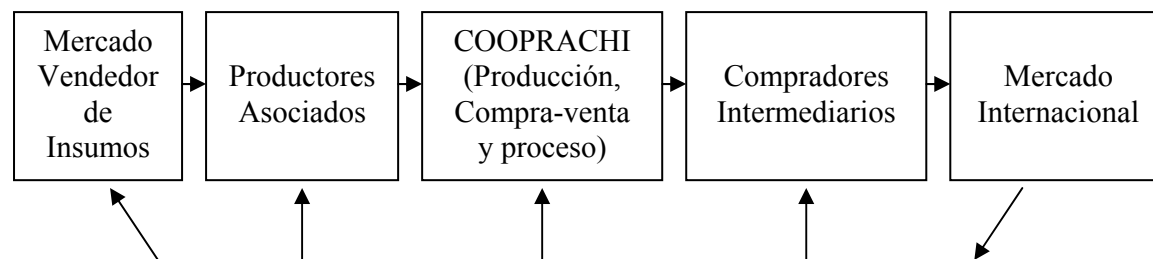 Mercado
Vendedor
de
Insumos
Productores
Asociados
COOPRACHI
(Producción,
Compra-venta
y proceso)
Compradores
Intermediarios
Mercado
Internacional